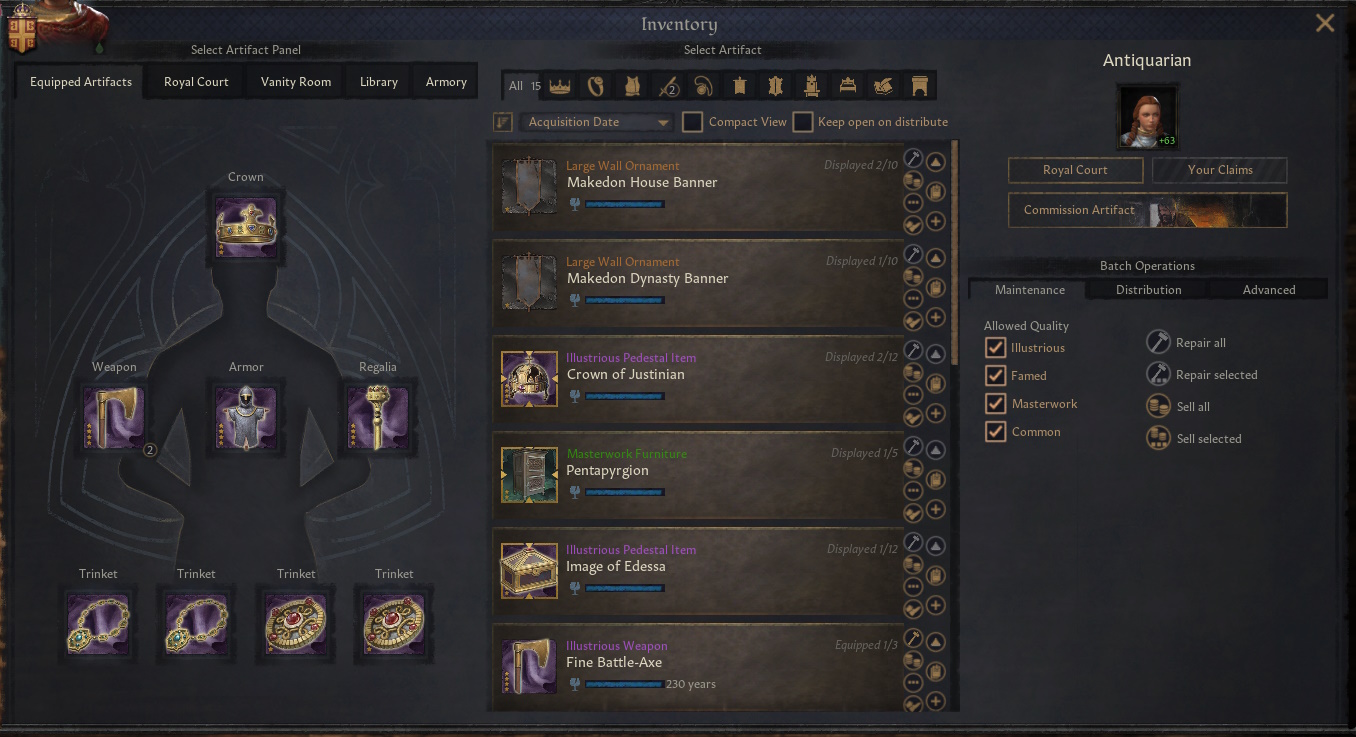 Inventory
Select Artifact Panel
Equipped Artifacts
Royal Court
Vanity Room
Library
Armory
Crown
Weapon
Armor
Regalia
2
Trinket
Trinket
Trinket
Trinket
Select Artifact
All 15
2
Acquisition Date
Compact View
Keep open on distribute
Large Wall Ornament
Displayed 2/10
Makedon House Banner
Large Wall Ornament
Displayed 1/10
Makedon Dynasty Banner
Illustrious Pedestal Item
Displayed 2/12
Crown of Justinian
Masterwork Furniture
Displayed 1/5
Pentapyrgion
Illustrious Pedestal Item
Displayed 1/12
Image of Edessa
Illustrious Weapon
Equipped 1/3
Fine Battle-Axe
230 years
Antiquarian
+63
Royal Court
Your Claims
Commission Artifact
Batch Operations
Maintenance
Distribution
Advanced
Allowed Quality
Illustrious
Famed
Masterwork
Common
Repair all
Repair selected
Sell all
Sell selected